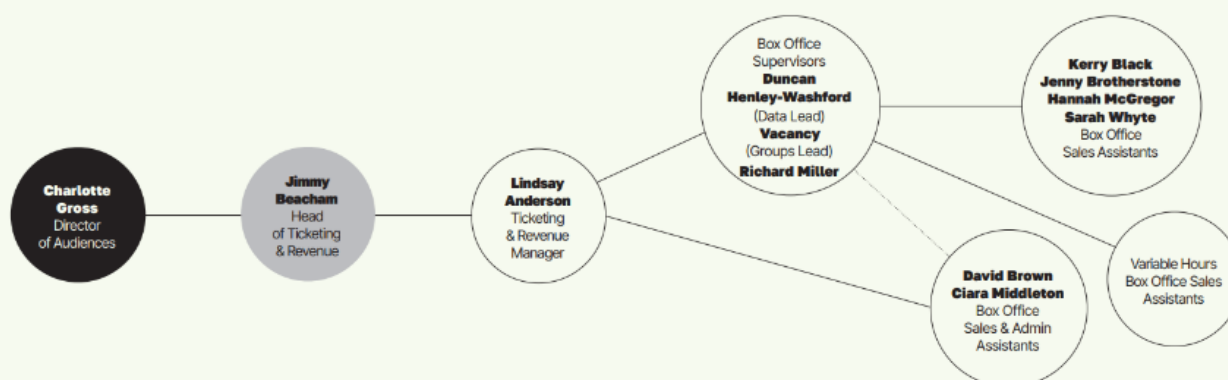 Charlotte
Gross
Director
of Audiences
Jimmy
Beacham
Head
of Ticketing
& Revenue
Lindsay
Anderson
Ticketing
& Revenue
Manager
Box Office
Supervisors
Duncan
Henley-Washford
(Data Lead)
Vacancy
(Groups Lead)
Richard Miller
Kerry Black
Jenny Brotherstone
Hannah McGregor
Sarah Whyte
Box Office
Sales Assistants
David Brown
Ciara Middleton
Box Office
Sales & Admin
Assistants
Variable Hours
Box Office Sales
Assistants